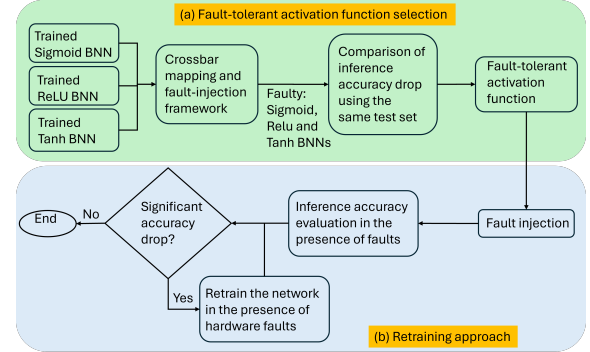 (a) Fault-tolerant activation function selection
Trained
Sigmoid BNN
Trained
ReLU BNN
Trained
Tanh BNN
Crossbar
mapping and
fault-injection
framework
Faulty:
Sigmoid,
Relu and
Tanh BNNs
Comparison of
inference
accuracy drop
using the
same test set
Fault-tolerant
activation
function
Fault injection
Inference accuracy
evaluation in the
presence of faults
Significant
accuracy
drop?
No
End
Yes
Retrain the network
in the presence of
hardware faults
(b) Retraining approach